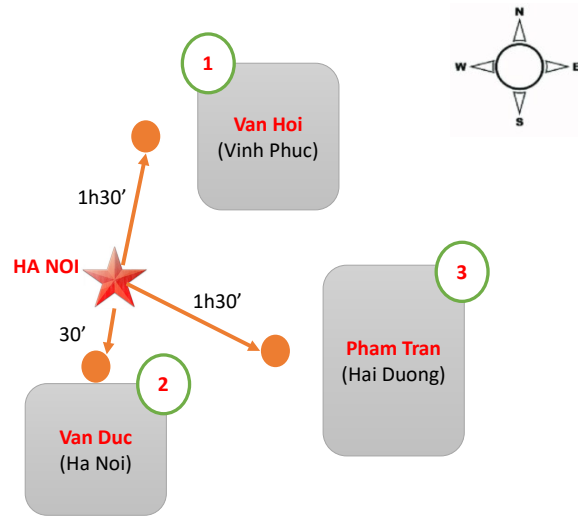 N
W
E
S
1
Van Hoi
(Vinh Phuc)
1h30’
HA NOI
3
1h30’
Pham Tran
(Hai Duong)
30’
2
Van Duc
(Ha Noi)